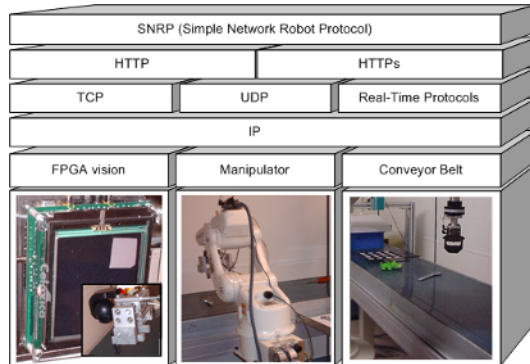 SNRP (Simple Network Robot Protocol)
HTTP
HTTPs
TCP
UDP
Real-Time Protocols
IP
FPGA vision
Manipulator
Conveyor Belt